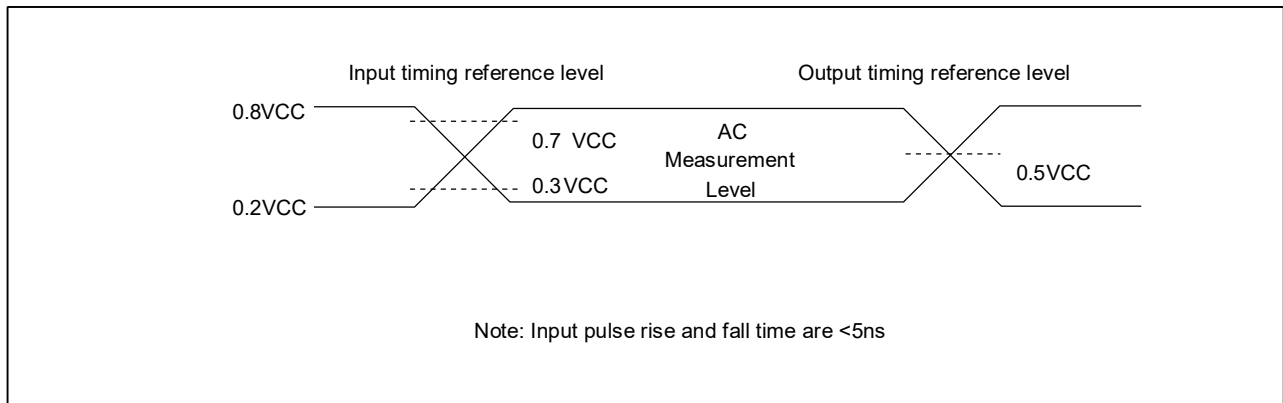 Input timing reference level
Output timing reference level
0.8VCC
0.7 VCC
AC
Measurement
Level
0.5VCC
0.3VCC
0.2VCC
Note: Input pulse rise and fall time are <5ns